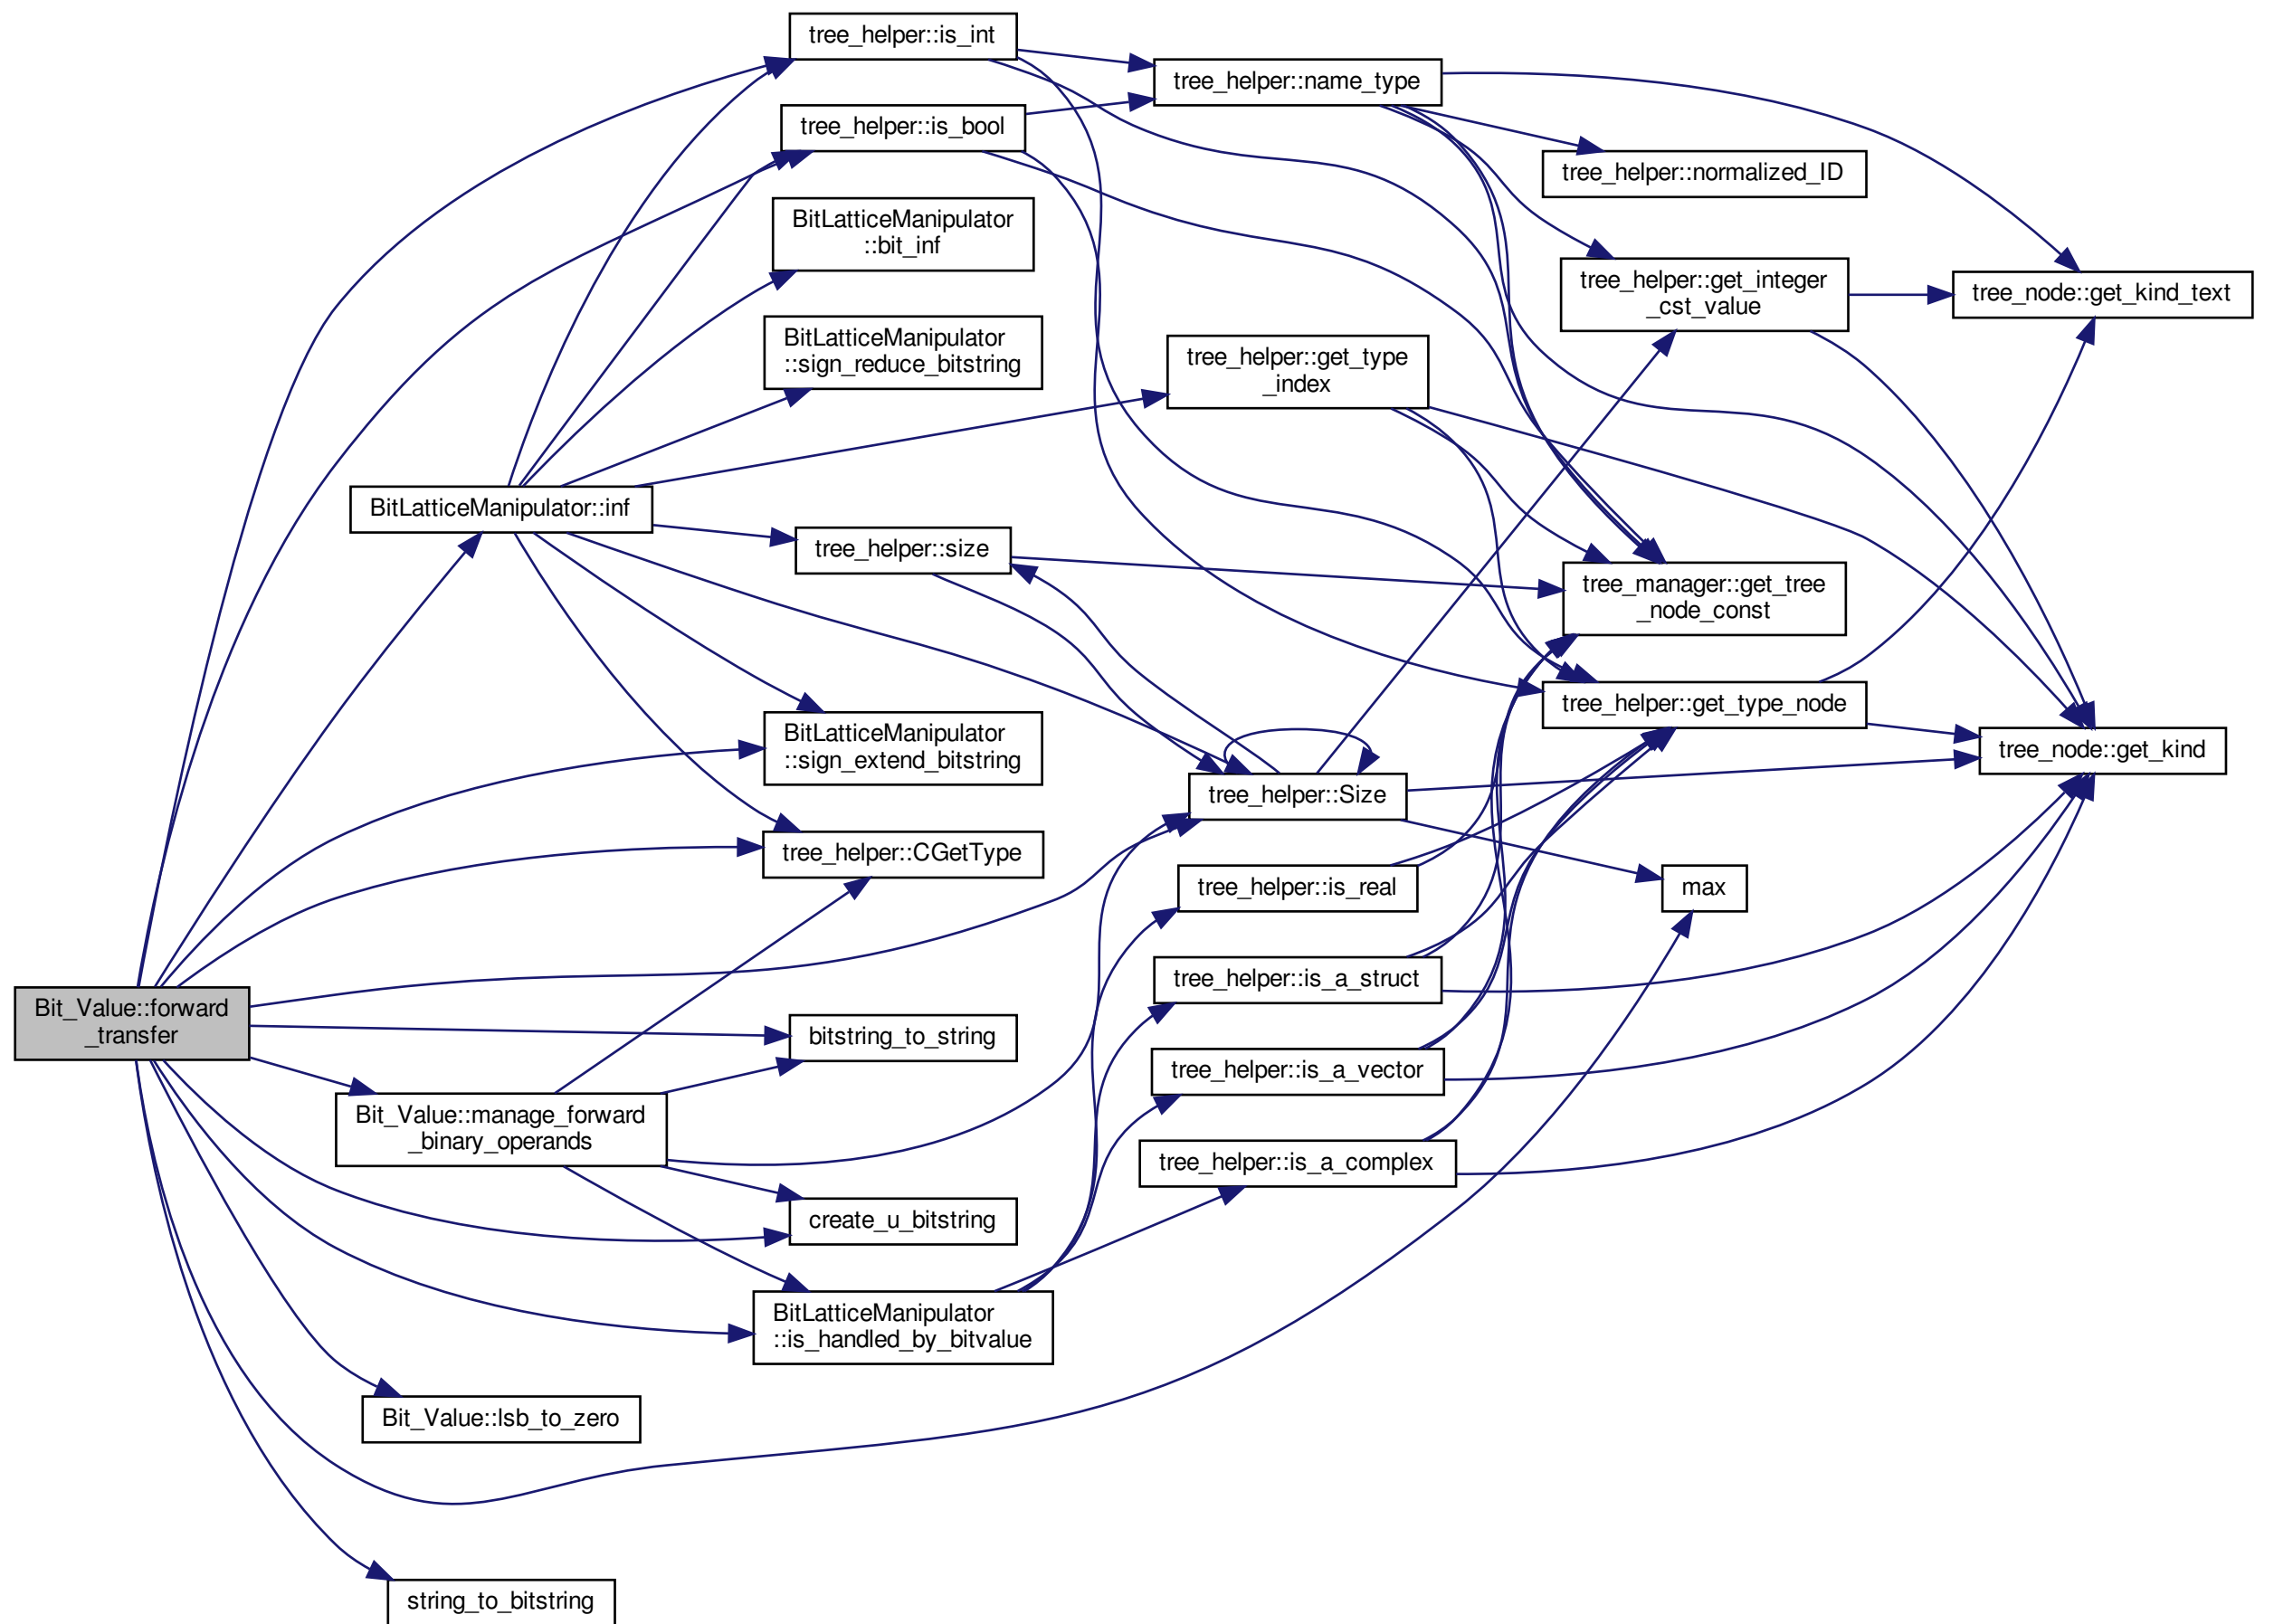 tree_helper::is_int
tree_helper::name_type
tree_helper::is_bool
tree_helper::normalized_ID
BitLatticeManipulator
::bit_inf
tree_helper::get_integer
_cst_value
tree_node::get_kind_text
BitLatticeManipulator
::sign_reduce_bitstring
tree_helper::get_type
_index
BitLatticeManipulator::inf
tree_helper::size
tree_manager::get_tree
_node_const
tree_helper::get_type_node
BitLatticeManipulator
::sign_extend_bitstring
tree_node::get_kind
tree_helper::Size
tree_helper::CGetType
tree_helper::is_real
max
tree_helper::is_a_struct
Bit_Value::forward
_transfer
bitstring_to_string
tree_helper::is_a_vector
Bit_Value::manage_forward
_binary_operands
tree_helper::is_a_complex
create_u_bitstring
BitLatticeManipulator
::is_handled_by_bitvalue
Bit_Value::lsb_to_zero
string_to_bitstring